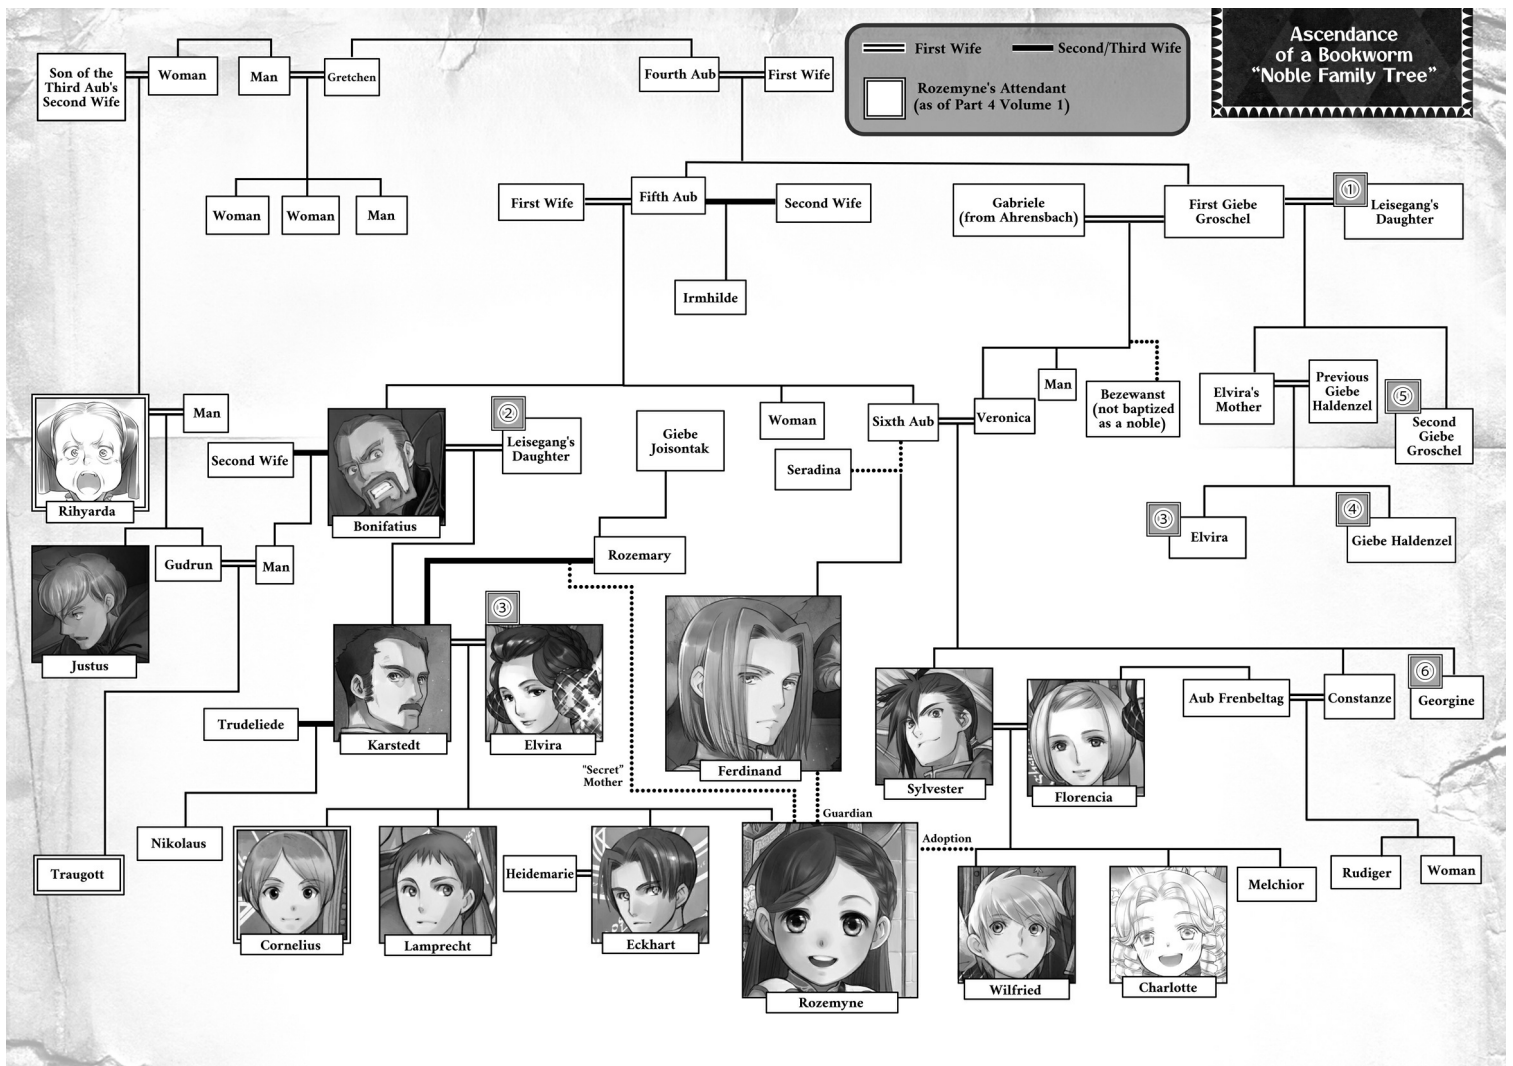 Ascendance
of a Bookworm
“Noble Family Tree”
First Wife
Second/Third Wife
Rozemyne's Attendant
(as of Part 4 Volume 1)
Son of the
Third Aub's
Second Wife
Woman
Man
Gretchen
Fourth Aub
First Wife
Woman
Woman
Man
First Wife
Fifth Aub
Second Wife
Gabriele
(from Ahrensbach)
First Giebe
Groschel
①
Leisegang's
Daughter
Irmhilde
Rihyarda
Man
Second Wife
Bonifatius
②
Leisegang's
Daughter
Giebe
Joisontak
Woman
Sixth Aub
Veronica
Man
Bezewanst
(not baptized
as a noble)
Elvira's
Mother
Previous
Giebe
Haldenzel
⑤
Second
Giebe
Groschel
Seradina
③
Elvira
④
Giebe Haldenzel
Justus
Gudrun
Man
Rozemary
Trudeliede
Karstedt
③
Elvira
Ferdinand
Sylvester
Florencia
Aub Frenbeltag
Constanze
⑥
Georgine
"Secret"
Mother
Guardian
Adoption
Traugott
Nikolaus
Cornelius
Lamprecht
Heidemarie
Eckhart
Rozemyne
Wilfried
Charlotte
Melchior
Rudiger
Woman